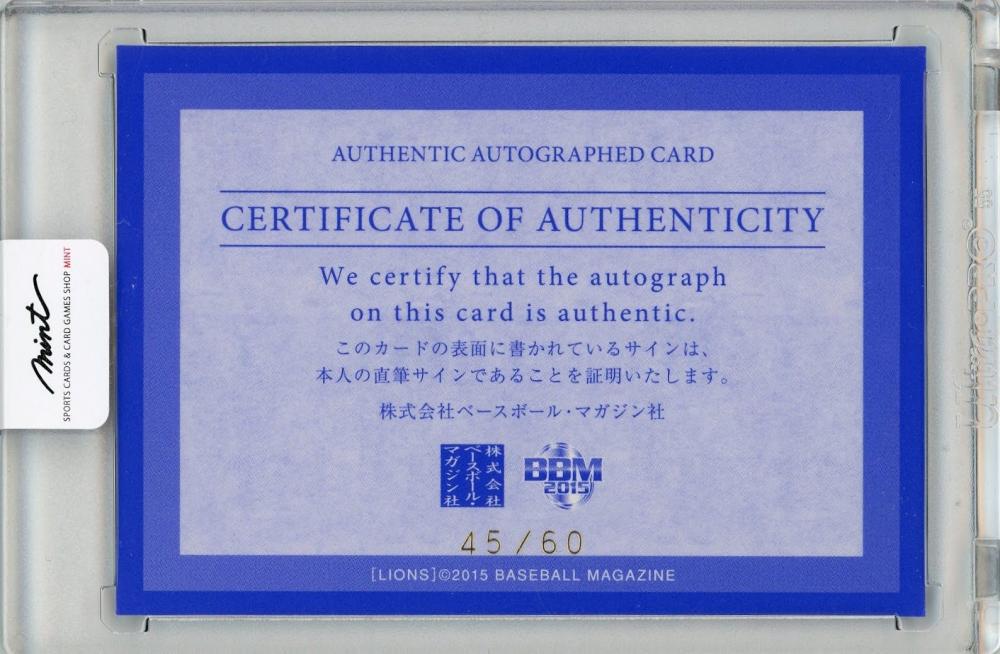 AUTHENTIC AUTOGRAPHED CARD
CERTIFICATE OF AUTHENTICITY
We certify that the autograph
on this card is authentic.
このカードの表面に書かれているサインは、
本人の直筆サインであることを証明いたします。
株式会社ベースボール・マガジン社
株式会社
ベースボール・
マガジン社
BBM
2015
45/60
[LIONS]©2015 BASEBALL MAGAZINE
mint
SPORTS CARDS & CARD GAMES SHOP MINT